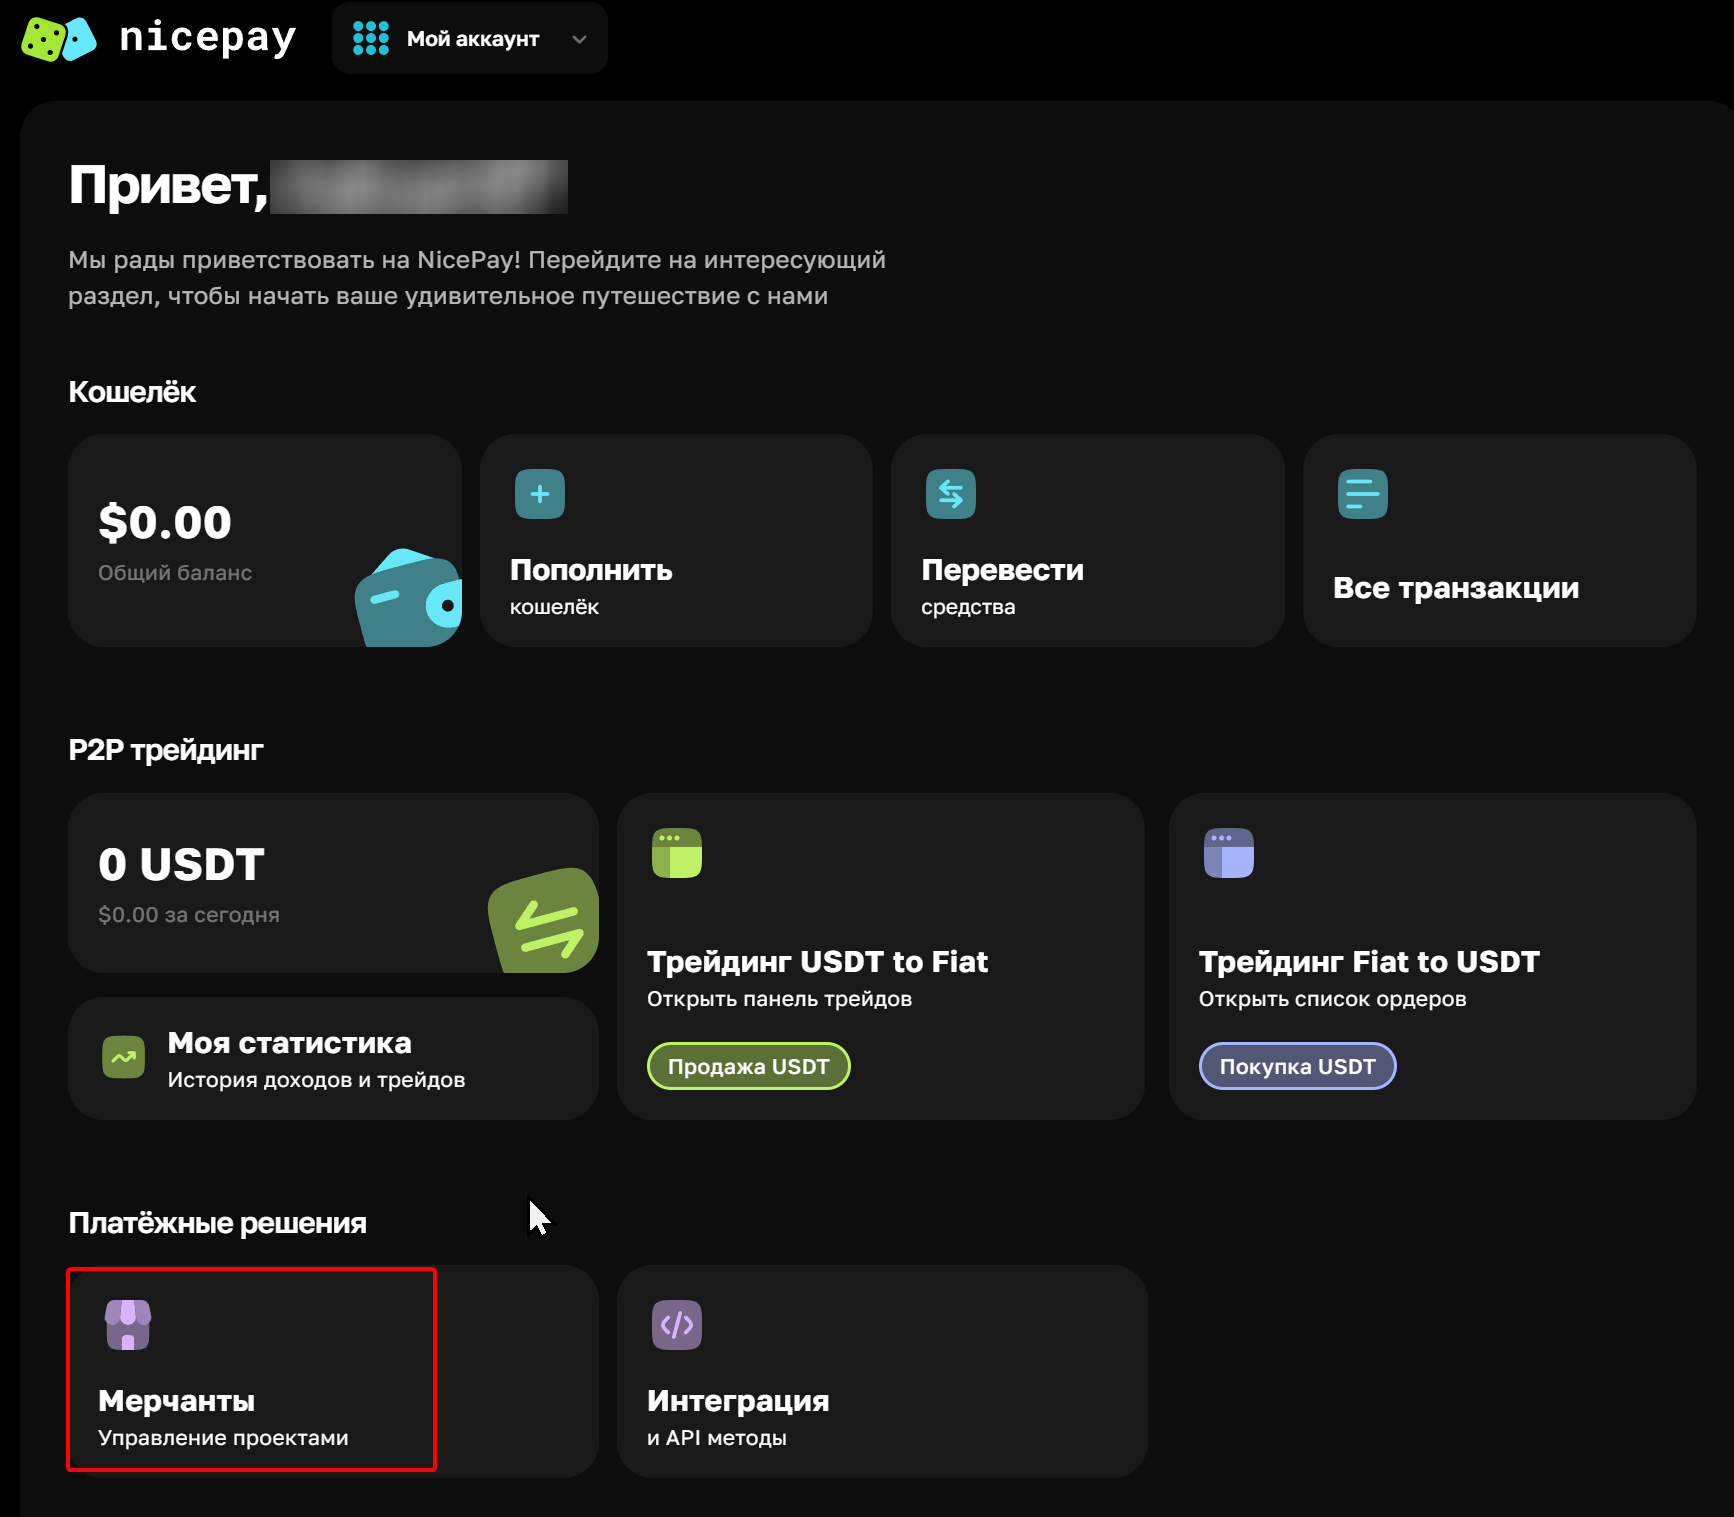 nicepay
Мой аккаунт
Привет,
Мы рады приветствовать на NicePay! Перейдите на интересующий
раздел, чтобы начать ваше удивительное путешествие с нами
Кошелёк
$0.00
Общий баланс
Пополнить
кошелёк
Перевести
средства
Все транзакции
P2P трейдинг
0 USDT
$0.00 за сегодня
Моя статистика
История доходов и трейдов
Трейдинг USDT to Fiat
Открыть панель трейдов
Продажа USDT
Трейдинг Fiat to USDT
Открыть список ордеров
Покупка USDT
Платёжные решения
Мерчанты
Управление проектами
Интеграция
и API методы